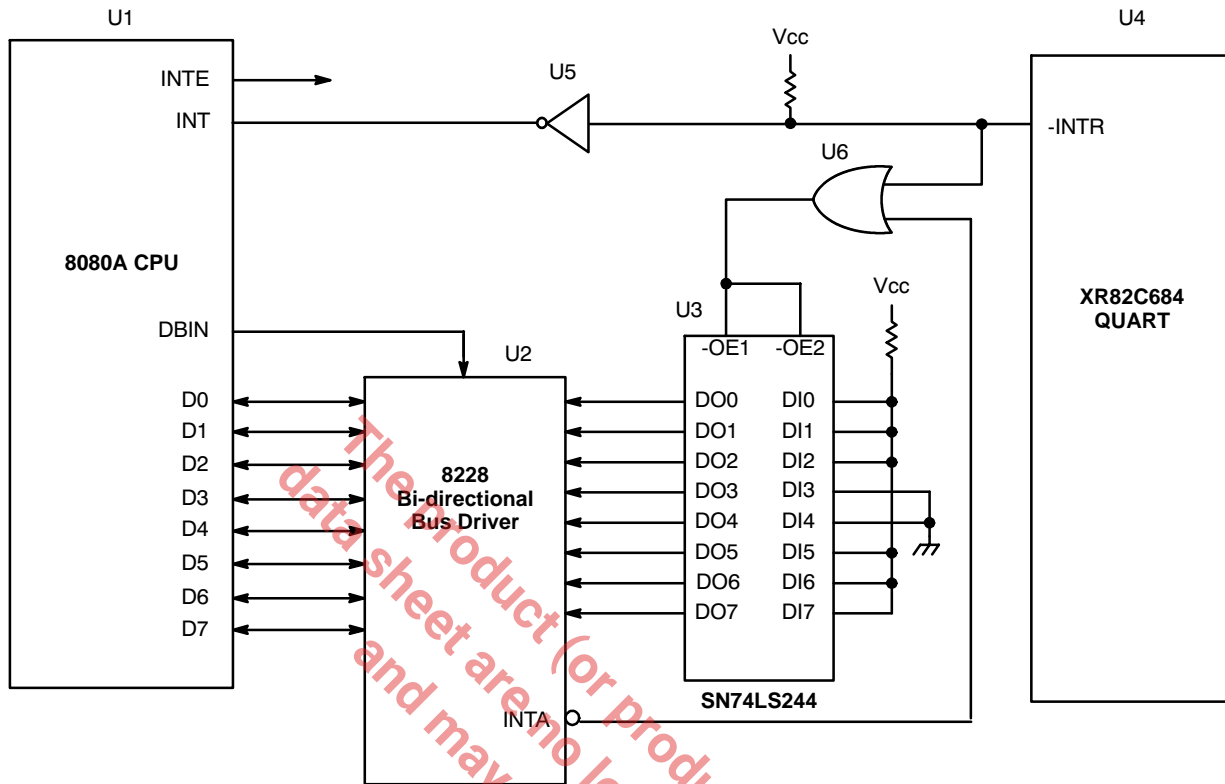 U1
INTE
INT
8080A CPU
DBIN
D0
D1
D2
D3
D4
D5
D6
D7
U5
Vcc
U4
-INTR
U6
XR82C684
QUART
Vcc
U3
-OE1 -OE2
DO0 DI0
DO1 DI1
DO2 DI2
DO3 DI3
DO4 DI4
DO5 DI5
DO6 DI6
DO7 DI7
SN74LS244
U2
8228
Bi-directional
Bus Driver
INTA
The product (or produ
data sheet are no lo
and may